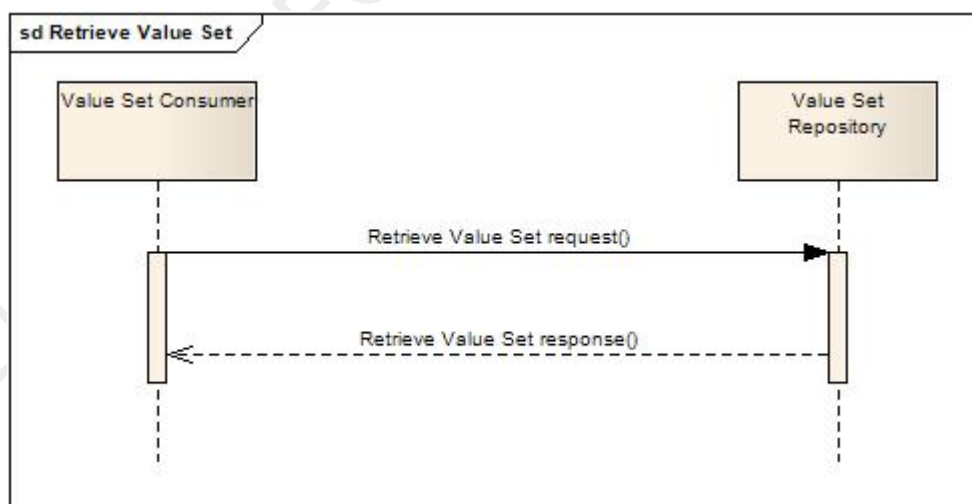 sd Retrieve Value Set
Value Set Consumer
Value Set
Repository
Retrieve Value Set request()
Retrieve Value Set response()